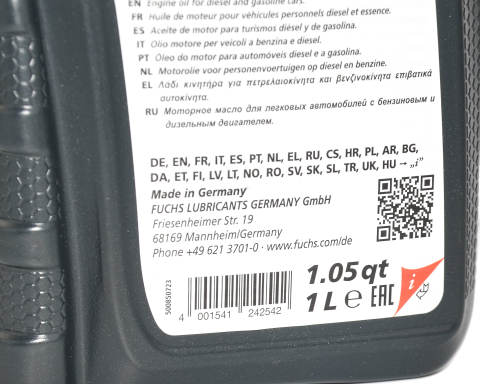 EN Engine oil for diesel and gasoline cars.
FR Huile de moteur pour véhicules personnels diesel et essence.
ES Aceite de motor para turismos diésel y de gasolina.
IT Olio motore per veicoli a benzina e diesel.
PT Óleo do motor para automóveis diesel e a gasolina.
NL Motorolie voor personenvoertuigen op diesel en benzine.
EL Λάδι κινητήρα για πετρελαιοκίνητα και βενζινοκίνητα επιβατικά
αυτοκίνητα.
RU Моторное масло для легковых автомобилей с бензиновым и
дизельным двигателем.
DE, EN, FR, IT, ES, PT, NL, EL, RU, CS, HR, PL, AR, BG,
DA, ET, FI, LV, LT, NO, RO, SV, SK, SL, TR, UK, HU → „i"
Made in Germany
FUCHS LUBRICANTS GERMANY GmbH
Friesenheimer Str. 19
68169 Mannheim/Germany
Phone +49 621 3701-0 · www.fuchs.com/de
500850723
4 001541 242542
1.05 qt
1 L ℮ EAC
i